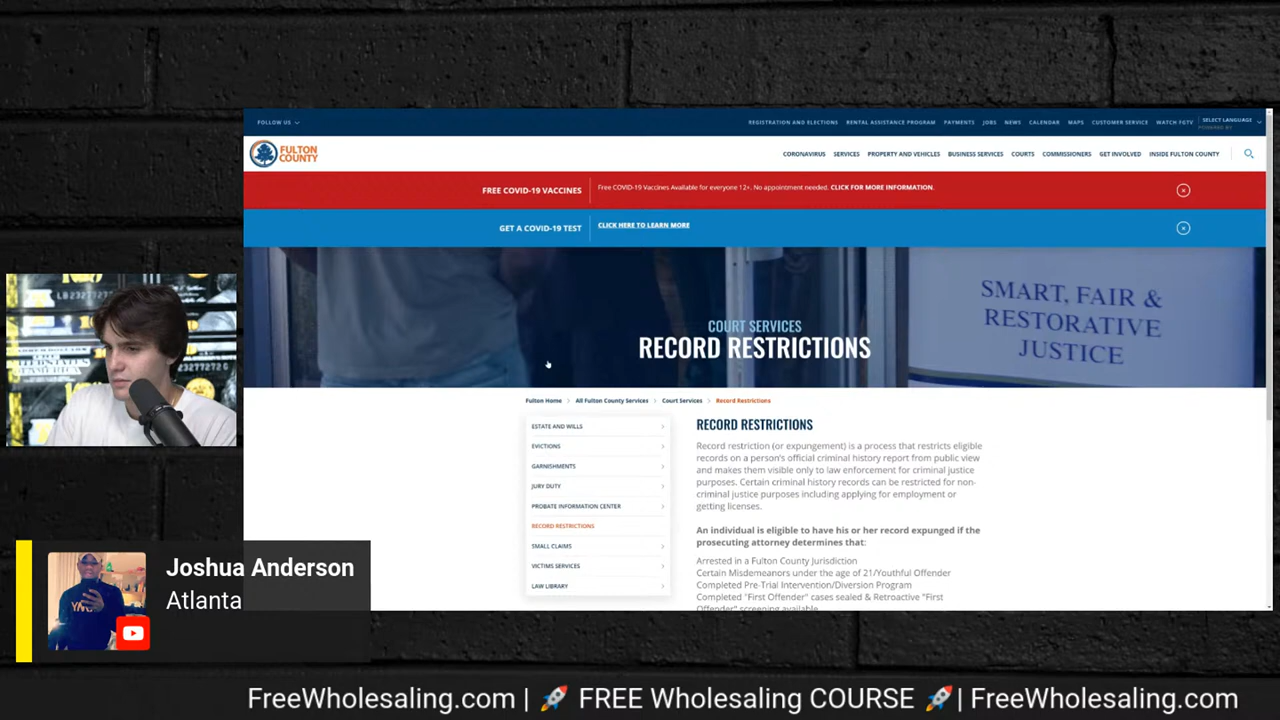 FOLLOW US
REGISTRATION AND ELECTIONS RENTAL ASSISTANCE PROGRAM PAYMENTS JOBS NEWS CALENDAR MAPS CUSTOMER SERVICE WATCH FGTV SELECT LANGUAGE
POWERED BY
FULTON
COUNTY
CORONAVIRUS SERVICES PROPERTY AND VEHICLES BUSINESS SERVICES COURTS COMMISSIONERS GET INVOLVED INSIDE FULTON COUNTY
FREE COVID-19 VACCINES
Free COVID-19 Vaccines Available for everyone 12+. No appointment needed. CLICK FOR MORE INFORMATION.
GET A COVID-19 TEST
CLICK HERE TO LEARN MORE
COURT SERVICES
RECORD RESTRICTIONS
SMART, FAIR &
RESTORATIVE
JUSTICE
Fulton Home > All Fulton County Services > Court Services > Record Restrictions
ESTATE AND WILLS
EVICTIONS
GARNISHMENTS
JURY DUTY
PROBATE INFORMATION CENTER
RECORD RESTRICTIONS
SMALL CLAIMS
VICTIMS SERVICES
LAW LIBRARY
RECORD RESTRICTIONS
Record restriction (or expungement) is a process that restricts eligible
records on a person's official criminal history report from public view
and makes them visible only to law enforcement for criminal justice
purposes. Certain criminal history records can be restricted for non-
criminal justice purposes including applying for employment or
getting licenses.
An individual is eligible to have his or her record expunged if the
prosecuting attorney determines that:
Arrested in a Fulton County Jurisdiction
Certain Misdemeanors under the age of 21/Youthful Offender
Completed Pre-Trial Intervention/Diversion Program
Completed "First Offender" cases sealed & Retroactive "First
Offender" screening available
Joshua Anderson
Atlanta
FreeWholesaling.com | 🚀 FREE Wholesaling COURSE 🚀 | FreeWholesaling.com